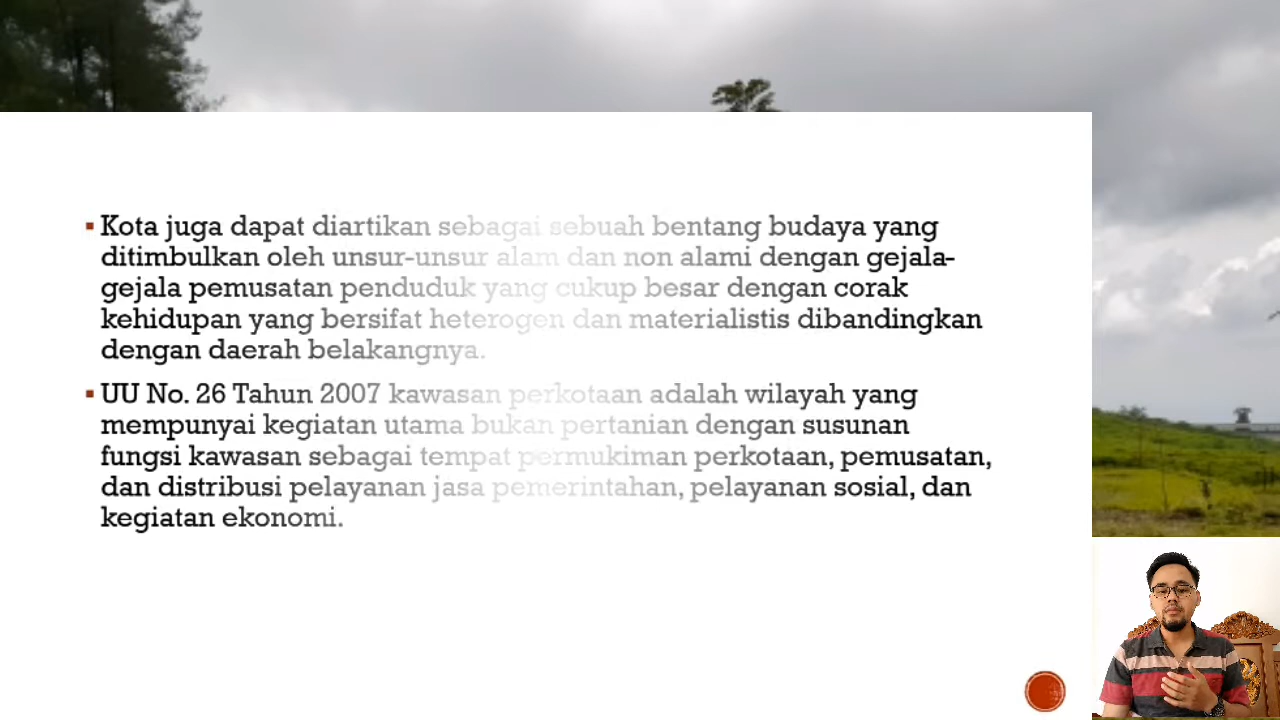 Kota juga dapat diartikan sebagai sebuah bentang budaya yang
ditimbulkan oleh unsur-unsur alam dan non alami dengan gejala-
gejala pemusatan penduduk yang cukup besar dengan corak
kehidupan yang bersifat heterogen dan materialistis dibandingkan
dengan daerah belakangnya.
UU No. 26 Tahun 2007 kawasan perkotaan adalah wilayah yang
mempunyai kegiatan utama bukan pertanian dengan susunan
fungsi kawasan sebagai tempat permukiman perkotaan, pemusatan,
dan distribusi pelayanan jasa pemerintahan, pelayanan sosial, dan
kegiatan ekonomi.